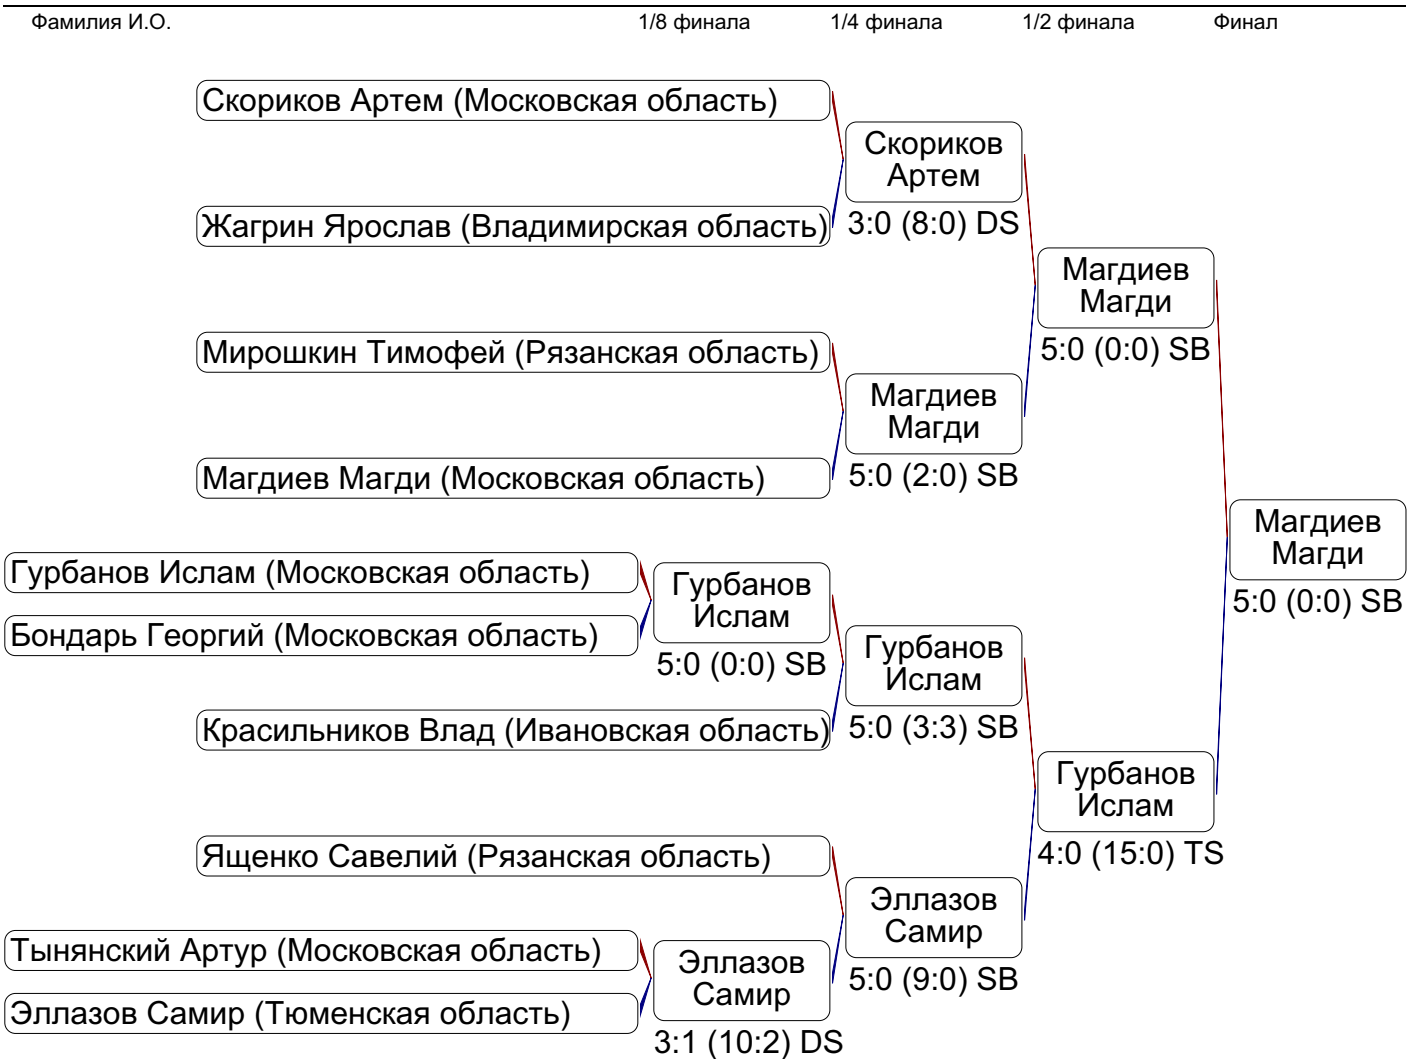 Фамилия И.О.
1/8 финала
1/4 финала
1/2 финала
Финал
Скориков Артем (Московская область)
Скориков
Артем
Жагрин Ярослав (Владимирская область)
3:0 (8:0) DS
Магдиев
Магди
Мирошкин Тимофей (Рязанская область)
5:0 (0:0) SB
Магдиев
Магди
Магдиев Магди (Московская область)
5:0 (2:0) SB
Магдиев
Магди
5:0 (0:0) SB
Гурбанов Ислам (Московская область)
Гурбанов
Ислам
Бондарь Георгий (Московская область)
5:0 (0:0) SB
Гурбанов
Ислам
Красильников Влад (Ивановская область)
5:0 (3:3) SB
Гурбанов
Ислам
4:0 (15:0) TS
Ященко Савелий (Рязанская область)
Эллазов
Самир
5:0 (9:0) SB
Тынянский Артур (Московская область)
Эллазов
Самир
Эллазов Самир (Тюменская область)
3:1 (10:2) DS